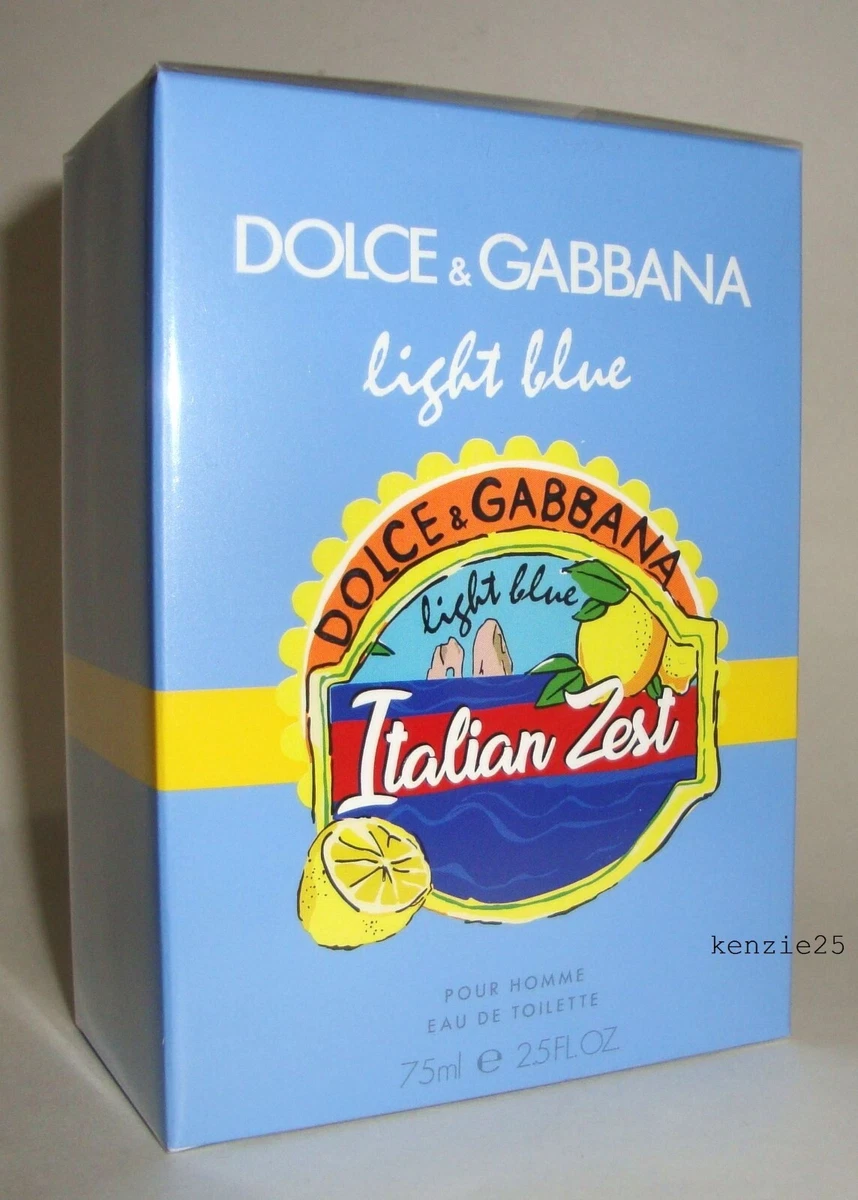 DOLCE & GABBANA
light blue
DOLCE & GABBANA
light blue
Italian Zest
kenzie25
POUR HOMME
EAU DE TOILETTE
75ml e 2.5FL.OZ